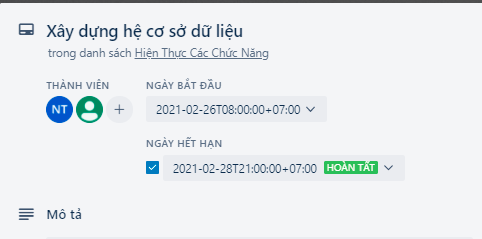 Xây dựng hệ cơ sở dữ liệu
trong danh sách Hiện Thực Các Chức Năng
THÀNH VIÊN
NT
NGÀY BẮT ĐẦU
2021-02-26T08:00:00+07:00
NGÀY HẾT HẠN
2021-02-28T21:00:00+07:00 HOÀN TẤT
Mô tả